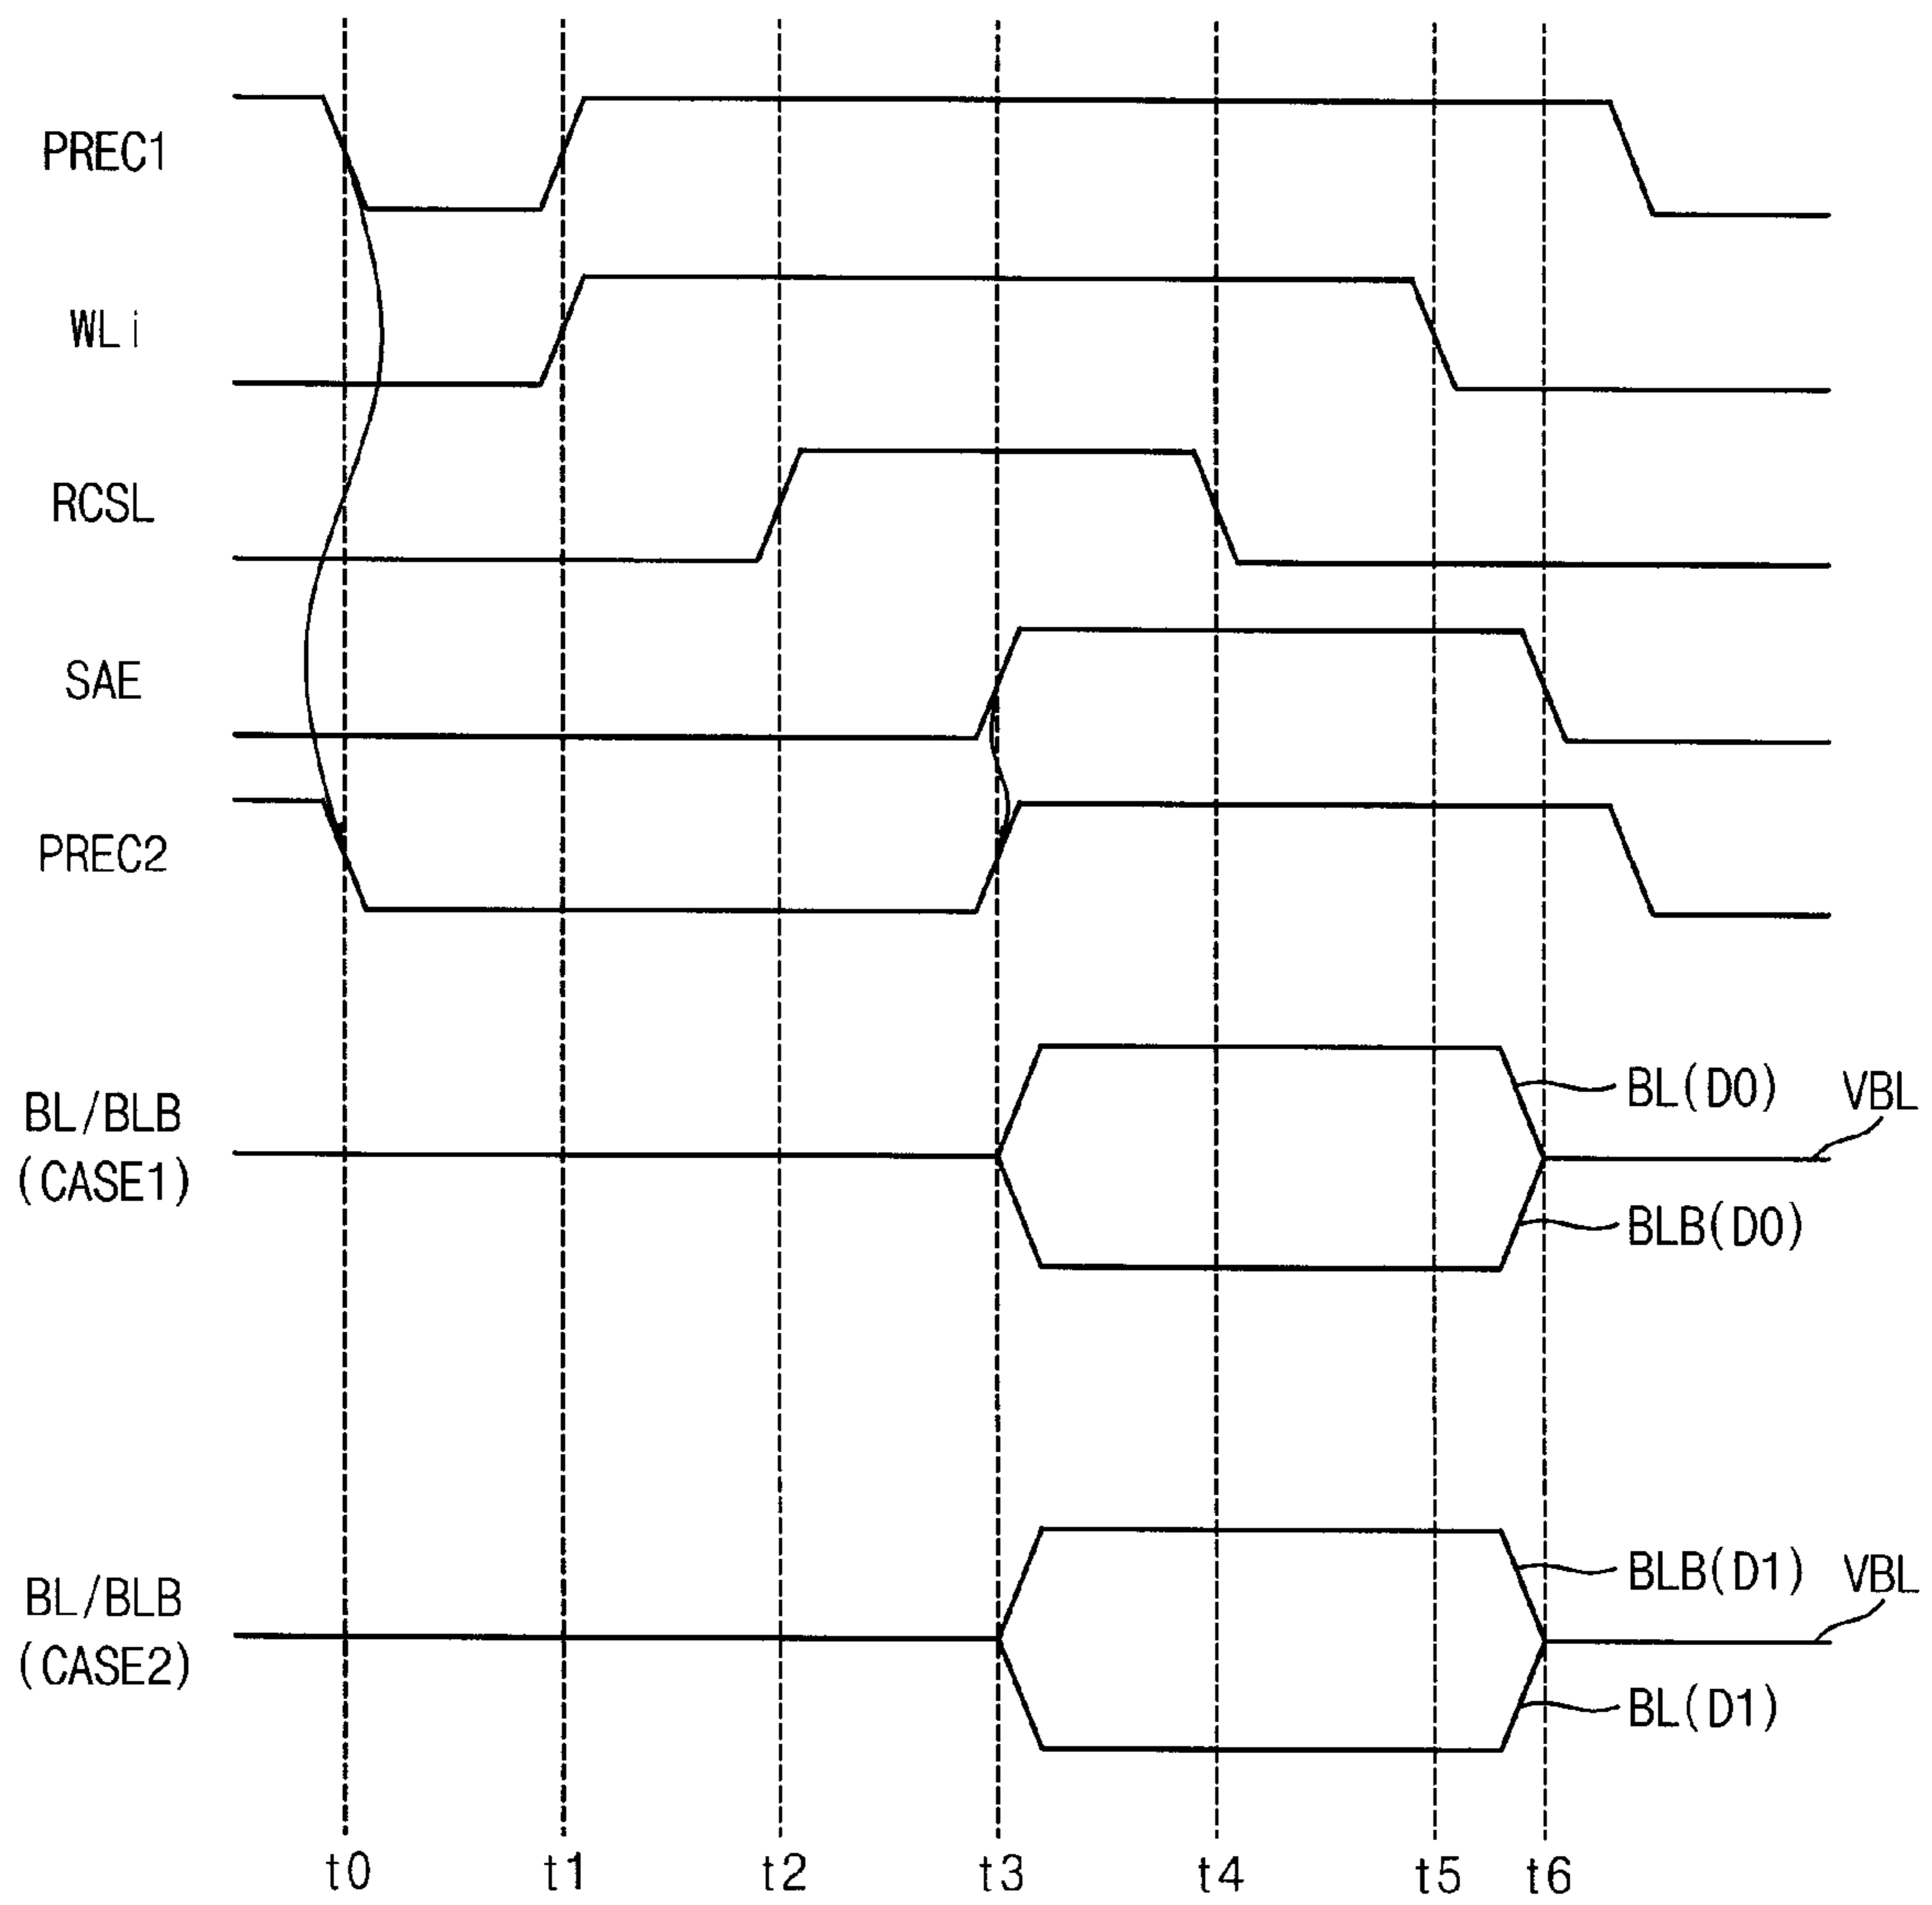 PREC1
WLi
RCSL
SAE
PREC2
BL/BLB
(CASE1)
BL(D0)
VBL
BLB(D0)
BL/BLB
(CASE2)
BLB(D1)
VBL
BL(D1)
t0 t1 t2 t3 t4 t5 t6